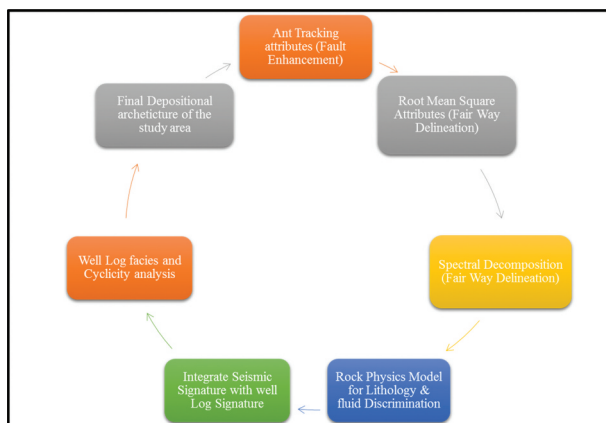 Ant Tracking
attributes (Fault
Enhancement)
Root Mean Square
Attributes (Fair Way
Delineation)
Spectral Decomposition
(Fair Way Delineation)
Rock Physics Model
for Lithology &
fluid Discrimination
Integrate Seismic
Signature with well
Log Signature
Well Log facies and
Cyclicity analysis
Final Depositional
archeticture of the
study area